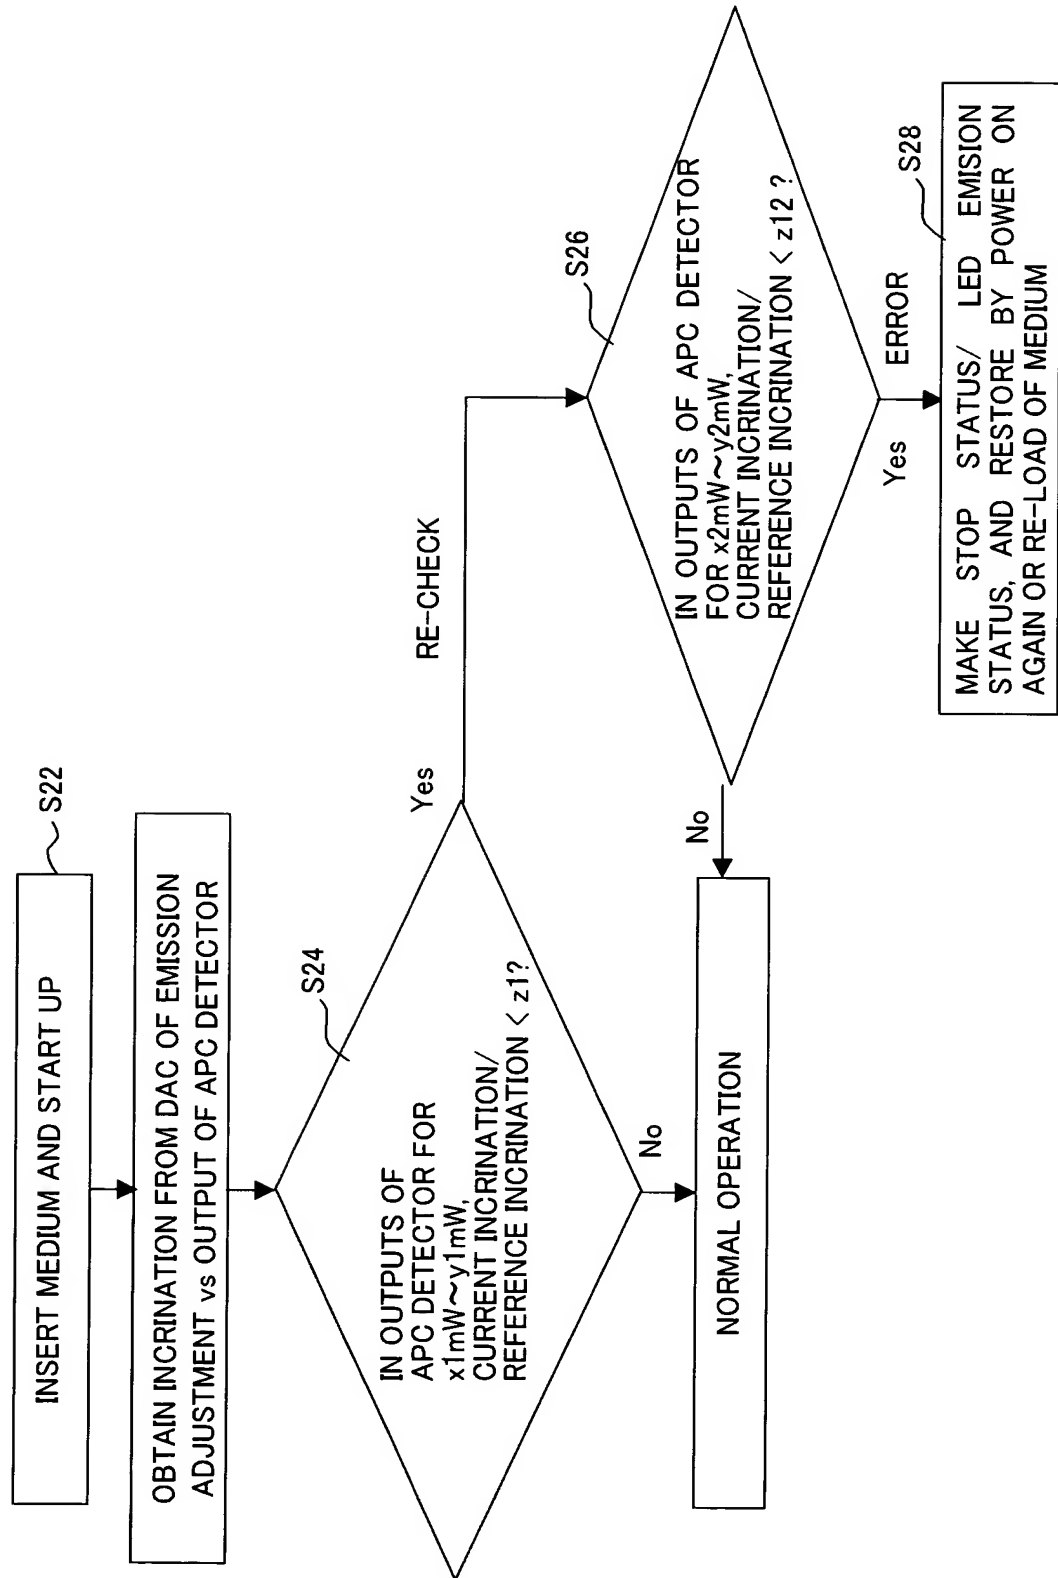 INSERT MEDIUM AND START UP
S22
OBTAIN INCRINATION FROM DAC OF EMISSION
ADJUSTMENT vs OUTPUT OF APC DETECTOR
S24
IN OUTPUTS OF
APC DETECTOR FOR
x1mW~y1mW,
CURRENT INCRINATION/
REFERENCE INCRINATION < z1?
Yes
RE-CHECK
No
NORMAL OPERATION
S26
IN OUTPUTS OF APC DETECTOR
FOR x2mW~y2mW,
CURRENT INCRINATION/
REFERENCE INCRINATION < z12 ?
No
Yes
ERROR
S28
MAKE STOP STATUS/ LED EMISION
STATUS, AND RESTORE BY POWER ON
AGAIN OR RE-LOAD OF MEDIUM